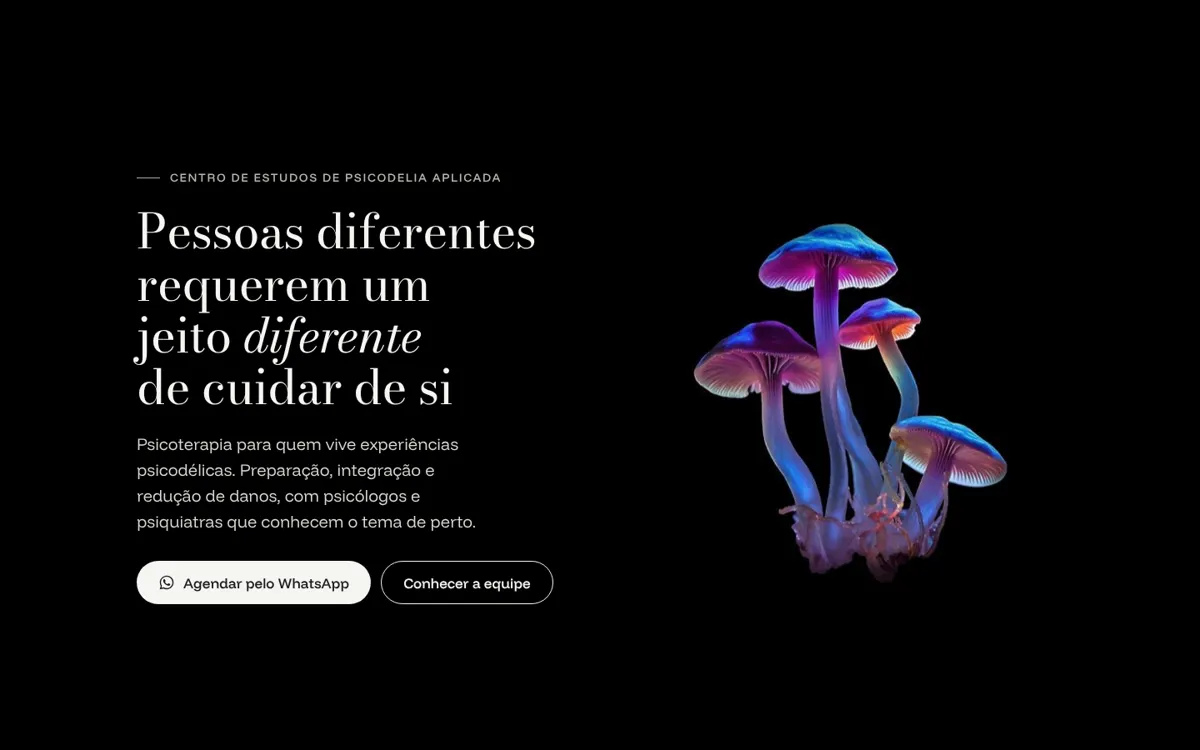 CENTRO DE ESTUDOS DE PSICODELIA APLICADA
Pessoas diferentes
requerem um
jeito diferente
de cuidar de si
Psicoterapia para quem vive experiências
psicodélicas. Preparação, integração e
redução de danos, com psicólogos e
psiquiatras que conhecem o tema de perto.
Agendar pelo WhatsApp
Conhecer a equipe